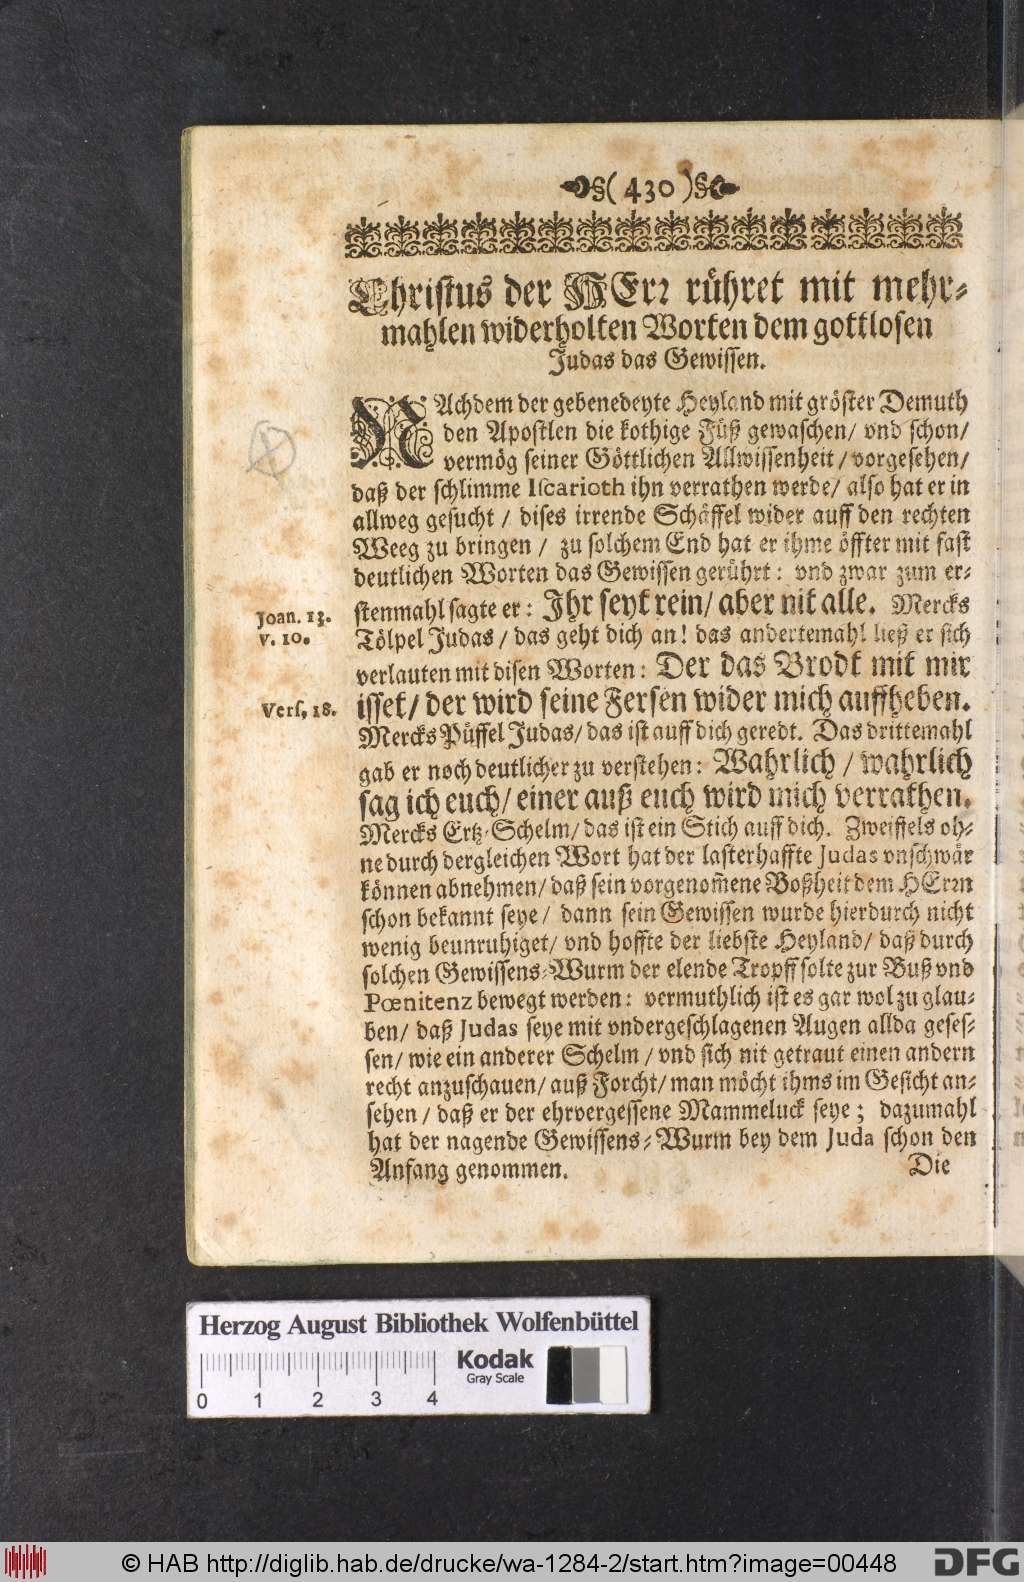 §( 430 )§
Christus der HErr rühret mit mehr-
mahlen widerholten Worten dem gottlosen
Judas das Gewissen.
NAchdem der gebenedeyte Heyland mit gröster Demuth
den Apostlen die kothige Füß gewaschen/ vnd schon/
vermög seiner Göttlichen Allwissenheit/ vorgesehen/
daß der schlimme Iscarioth ihn verrathen werde/ also hat er in
allweg gesucht / dises irrende Schäffel wider auff den rechten
Weeg zu bringen / zu solchem End hat er ihme öffter mit fast
deutlichen Worten das Gewissen gerührt: vnd zwar zum er-
Joan. 13.
v. 10.
stenmahl sagte er: Ihr seyt rein/ aber nit alle. Mercks
Tölpel Judas/ das geht dich an! das andertemahl ließ er sich
verlauten mit disen Worten: Der das Brodt mit mir
Vers. 18.
isset/ der wird seine Fersen wider mich auffheben.
Mercks Püffel Judas/ das ist auff dich geredt. Das drittemahl
gab er noch deutlicher zu verstehen: Wahrlich / wahrlich
sag ich euch/ einer auß euch wird mich verrathen.
Mercks Ertz-Schelm/ das ist ein Stich auff dich. Zweiffels oh-
ne durch dergleichen Wort hat der lasterhaffte Judas vnschwär
können abnehmen/ daß sein vorgenom̃ene Boßheit dem HErrn
schon bekannt seye/ dann sein Gewissen wurde hierdurch nicht
wenig beunruhiget/ vnd hoffte der liebste Heyland/ daß durch
solchen Gewissens-Wurm der elende Tropff solte zur Buß vnd
Pœnitenz bewegt werden: vermuthlich ist es gar wol zu glau-
ben/ daß Judas seye mit vndergeschlagenen Augen allda geses-
sen/ wie ein anderer Schelm / vnd sich nit getraut einen andern
recht anzuschauen/ auß Forcht/ man möcht ihms im Gesicht an-
sehen/ daß er der ehrvergessene Mammeluck seye; dazumahl
hat der nagende Gewissens-Wurm bey dem Juda schon den
Anfang genommen.
Die
Herzog August Bibliothek Wolfenbüttel
0 1 2 3 4
Kodak
Gray Scale
© HAB http://diglib.hab.de/drucke/wa-1284-2/start.htm?image=00448
DFG